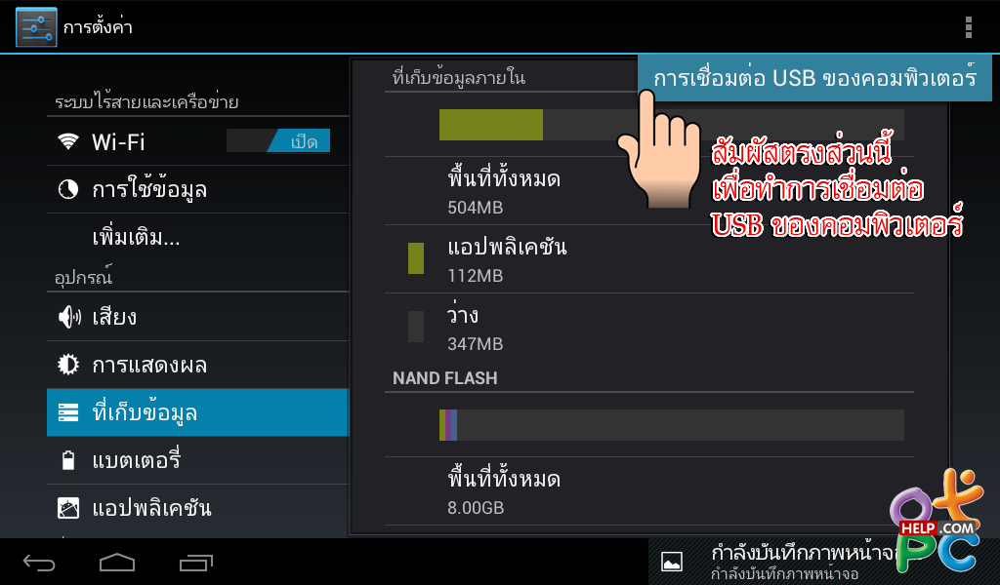 การตั้งค่า
ระบบไร้สายและเครือข่าย
Wi-Fi
เปิด
การใช้ข้อมูล
เพิ่มเติม...
อุปกรณ์
เสียง
การแสดงผล
ที่เก็บข้อมูล
แบตเตอรี่
แอปพลิเคชัน
ที่เก็บข้อมูลภายใน
การเชื่อมต่อ USB ของคอมพิวเตอร์
สัมผัสตรงส่วนนี้
เพื่อทำการเชื่อมต่อ
USB ของคอมพิวเตอร์
พื้นที่ทั้งหมด
504MB
แอปพลิเคชัน
112MB
ว่าง
347MB
NAND FLASH
พื้นที่ทั้งหมด
8.00GB
กำลังบันทึกภาพหน้าจอ
กำลังบันทึกภาพหน้าจอ
HELP.COM
PC